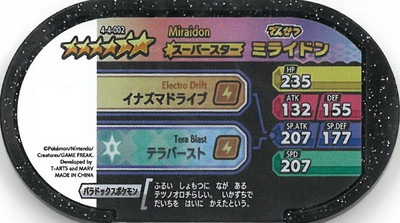 4-4-002
Miraidon
スーパースター
でんせつ
ミライドン
HP
235
Electro Drift
イナズマドライブ
ATK
132
DEF
155
SP.ATK
207
SP.DEF
177
Tera Blast
テラバースト
SPD
207
©Pokémon/Nintendo/
Creatures/GAME FREAK.
Developed by
T-ARTS and MARV
MADE IN CHINA
パラドックスポケモン
ふるい しょもつに なが ある
テツノオロチらしい。いかずちで
だいちを はいに かえたという。